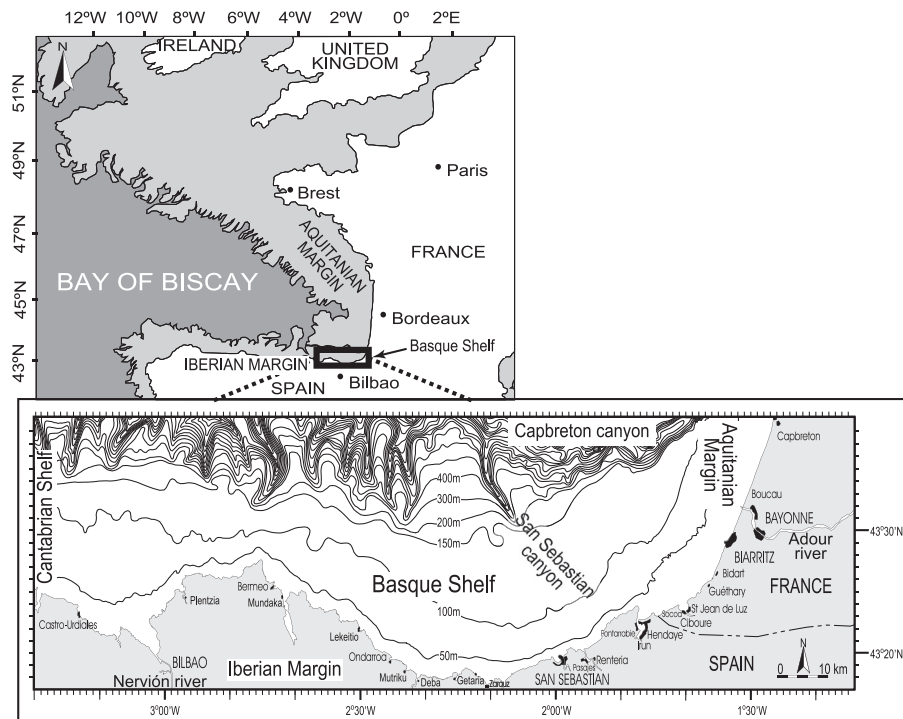 12ºW 10ºW 8ºW 6ºW 4ºW 2ºW 0º 2ºE
N
IRELAND
UNITED
KINGDOM
51ºN
49ºN
Paris
Brest
47ºN
AQUITANIAN
MARGIN
FRANCE
BAY OF BISCAY
45ºN
Bordeaux
Basque Shelf
43ºN
IBERIAN MARGIN
SPAIN
Bilbao
Capbreton canyon
Capbreton
Aquitanian
Margin
Cantabrian Shelf
400m
300m
200m
150m
Boucau
BAYONNE
43º30N
San Sebastian
canyon
Adour
river
BIARRITZ
Basque Shelf
Bidart
FRANCE
Guéthary
Bermeo
Plentzia
Mundaka
100m
St Jean de Luz
Socoa
Ciboure
Castro-Urdiales
Lekeitio
Fontarrabie
Hendaye
Irun
50m
Ondarroa
Renteria
Pasajes
43º20N
BILBAO
Iberian Margin
SPAIN
N
0 10 km
Nervión river
Mutriku
Deba
Getaria
Zarauz
SAN SEBASTIAN
3º00'W 2º30'W 2º00'W 1º30'W